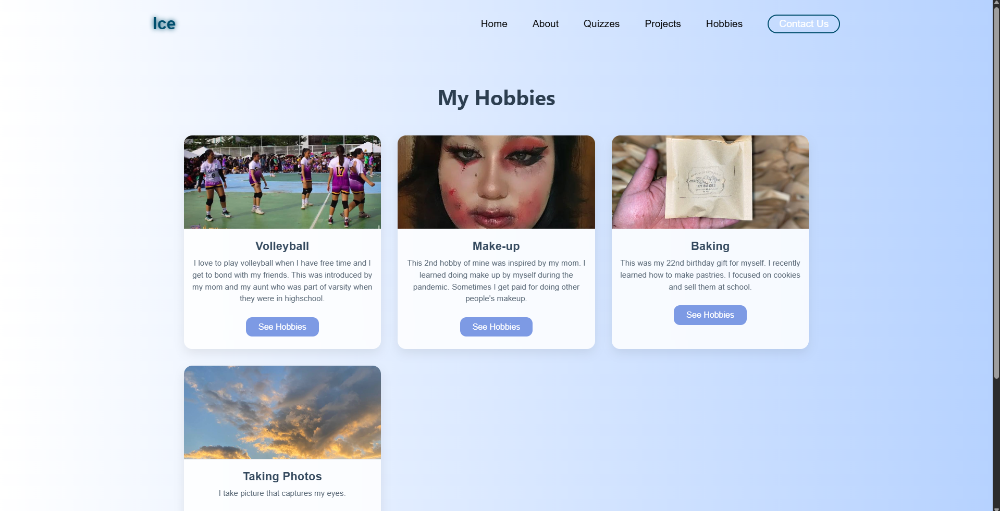 Ice
Home
About
Quizzes
Projects
Hobbies
Contact Us
My Hobbies
17
8
ICY BAKES
Volleyball
I love to play volleyball when I have free time and I
get to bond with my friends. This was introduced by
my mom and my aunt who was part of varsity when
they were in highschool.
See Hobbies
Make-up
This 2nd hobby of mine was inspired by my mom. I
learned doing make up by myself during the
pandemic. Sometimes I get paid for doing other
people's makeup.
See Hobbies
Baking
This was my 22nd birthday gift for myself. I recently
learned how to make pastries. I focused on cookies
and sell them at school.
See Hobbies
Taking Photos
I take picture that captures my eyes.